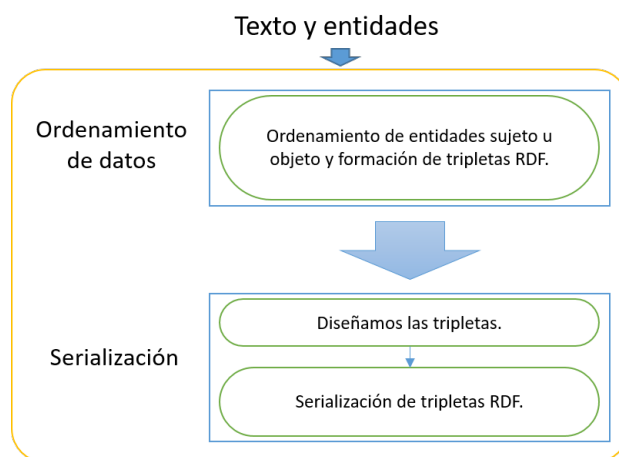 Texto y entidades
Ordenamiento
de datos
Ordenamiento de entidades sujeto u
objeto y formación de tripletas RDF.
Diseñamos las tripletas.
Serialización
Serialización de tripletas RDF.